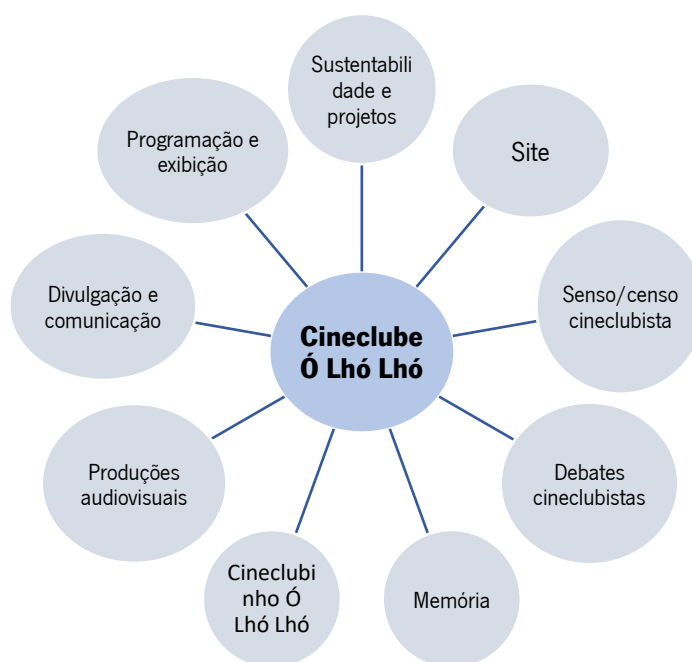 Sustentabili
dade e
projetos
Site
Senso/censo
cineclubista
Debates
cineclubistas
Memória
Cineclubi
nho Ó
Lhó Lhó
Produções
audiovisuais
Divulgação e
comunicação
Programação e
exibição
Cineclube
Ó Lhó Lhó